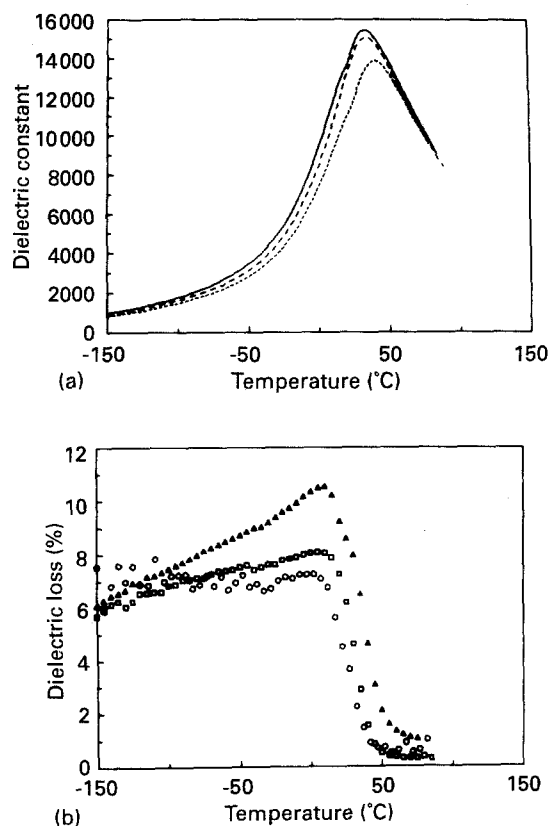 16000
14000
12000
10000
8000
6000
4000
2000
0
Dielectric constant
-150 -50 50 150
Temperature (°C)
(a)
12
10
8
6
4
2
0
Dielectric loss (%)
-150 -50 50 150
Temperature (°C)
(b)